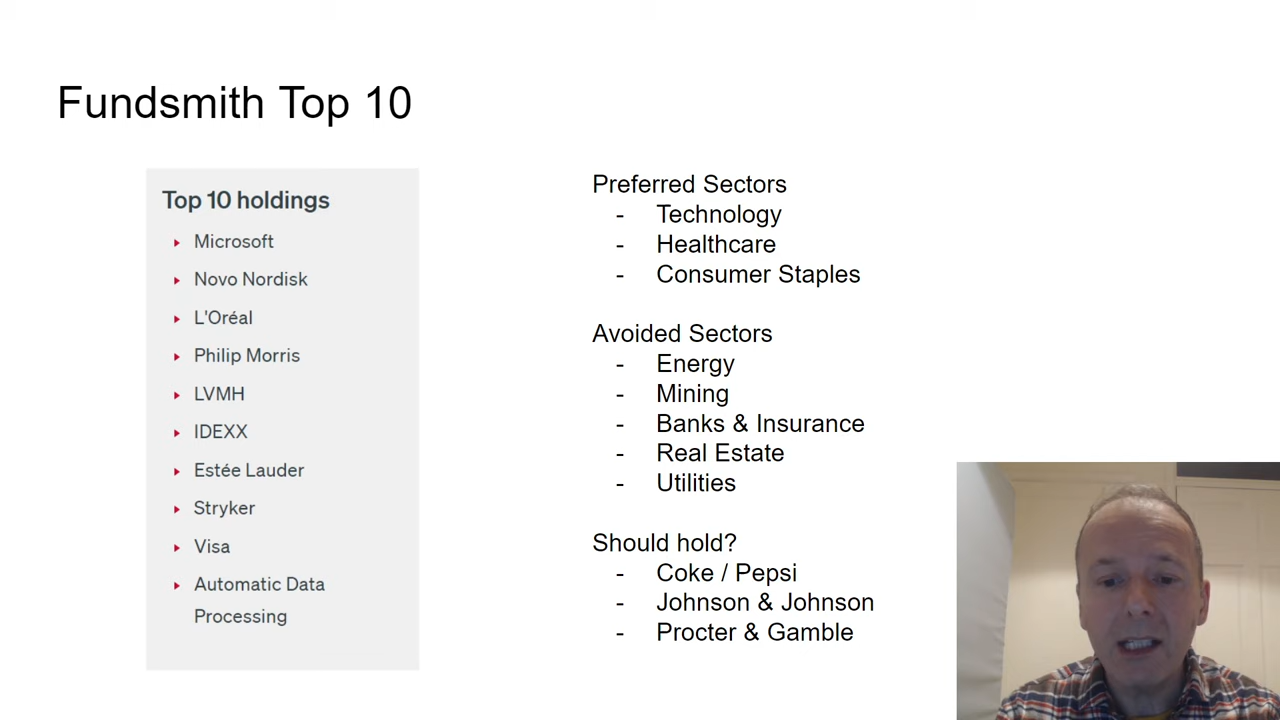 Fundsmith Top 10
Top 10 holdings
Microsoft
Novo Nordisk
L'Oréal
Philip Morris
LVMH
IDEXX
Estée Lauder
Stryker
Visa
Automatic Data
Processing
Preferred Sectors
- Technology
- Healthcare
- Consumer Staples
Avoided Sectors
- Energy
- Mining
- Banks & Insurance
- Real Estate
- Utilities
Should hold?
- Coke / Pepsi
- Johnson & Johnson
- Procter & Gamble